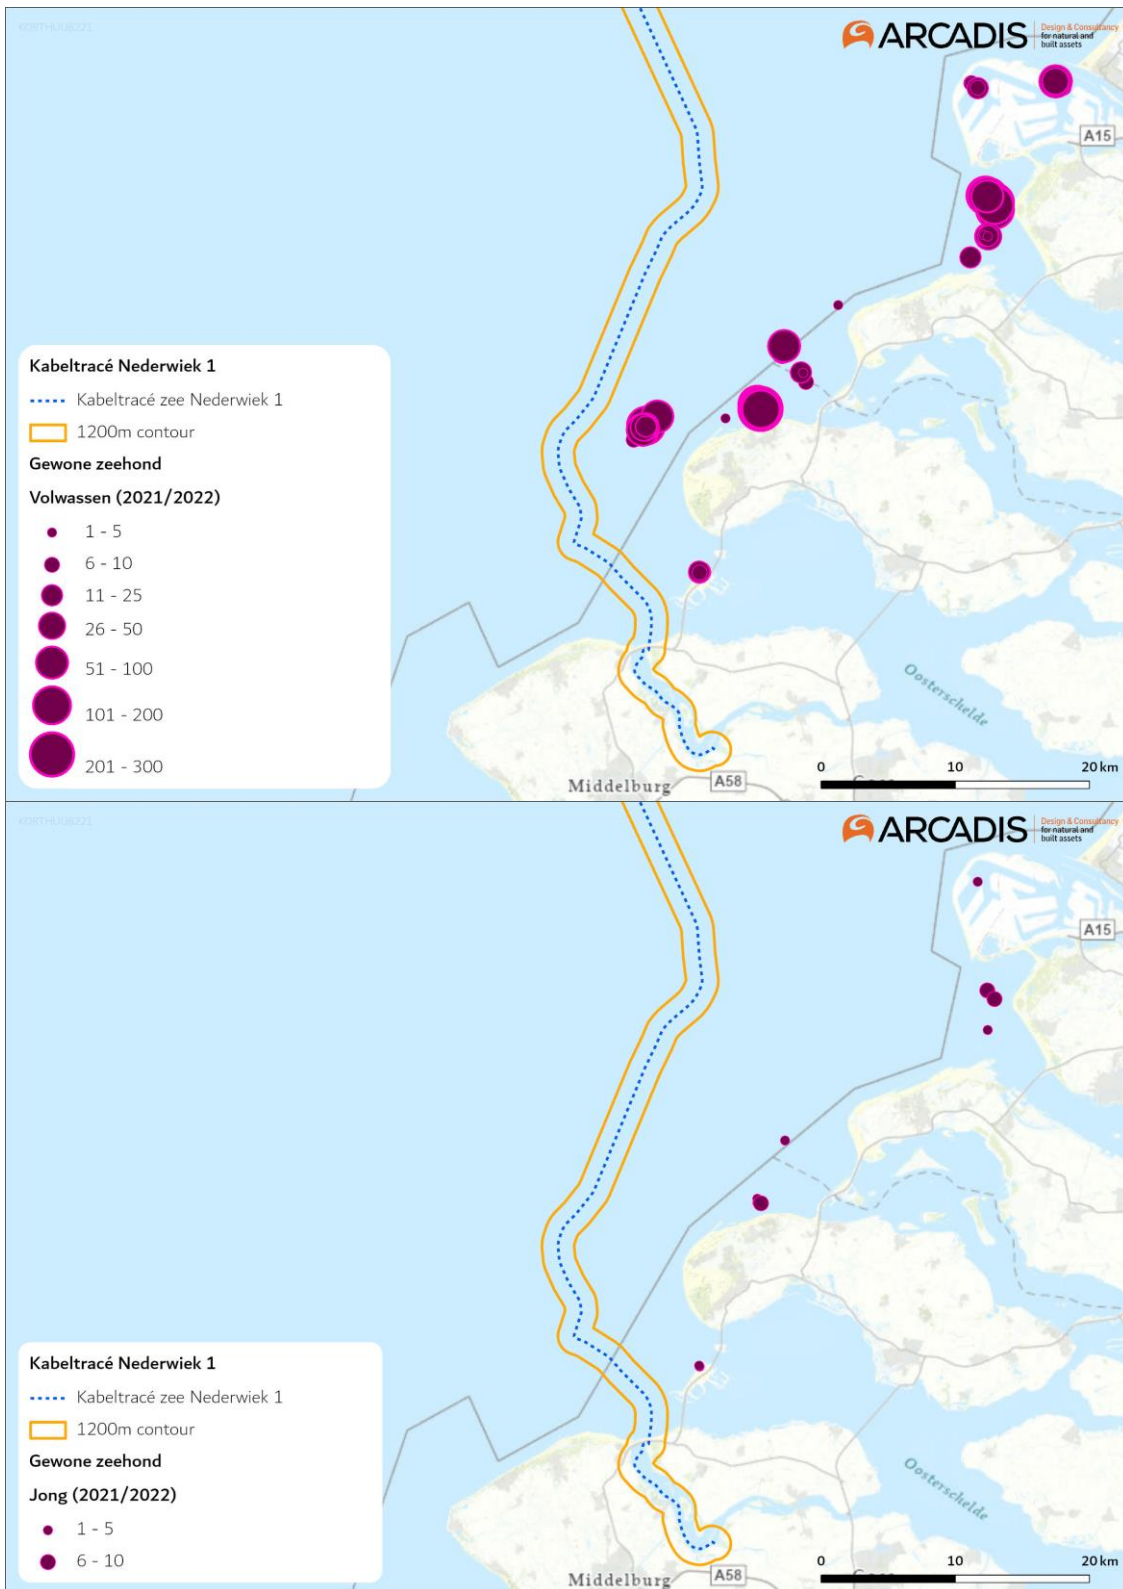 KORTHUU6221
ARCADIS
Design & Consultancy
for natural and
built assets
A15
Kabeltracé Nederwiek 1
Kabeltracé zee Nederwiek 1
1200m contour
Gewone zeehond
Volwassen (2021/2022)
1 - 5
6 - 10
11 - 25
26 - 50
51 - 100
101 - 200
201 - 300
Oosterschelde
Middelburg
A58
0 10 20 km
KORTHUU6221
ARCADIS
Design & Consultancy
for natural and
built assets
A15
Kabeltracé Nederwiek 1
Kabeltracé zee Nederwiek 1
1200m contour
Gewone zeehond
Jong (2021/2022)
1 - 5
6 - 10
Oosterschelde
Middelburg
A58
0 10 20 km